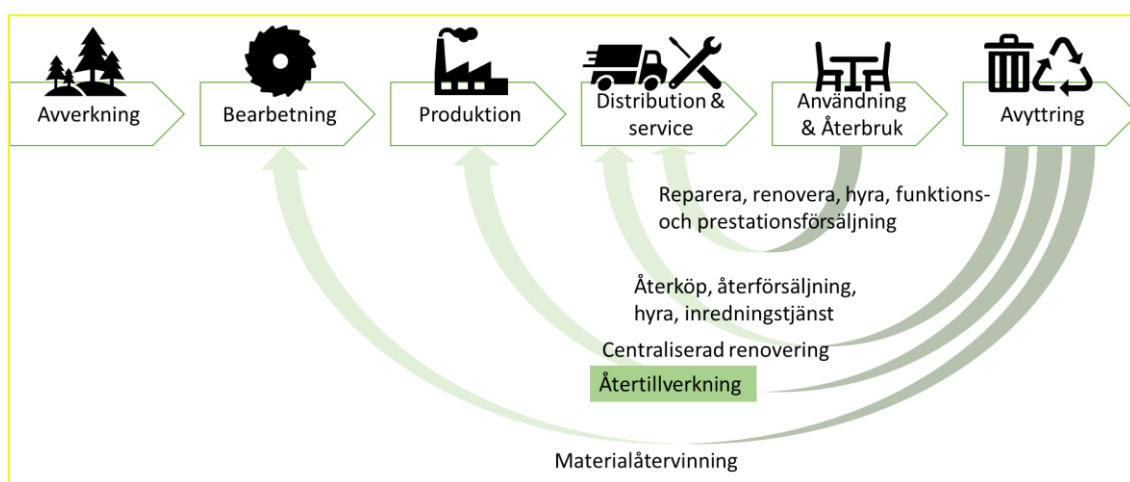 Avverkning
Bearbetning
Produktion
Distribution &
service
Användning
& Återbruk
Avyttring
Reparera, renovera, hyra, funktions-
och prestationsförsäljning
Återköp, återförsäljning,
hyra, inredningstjänst
Centraliserad renovering
Återtillverkning
Materialåtervinning